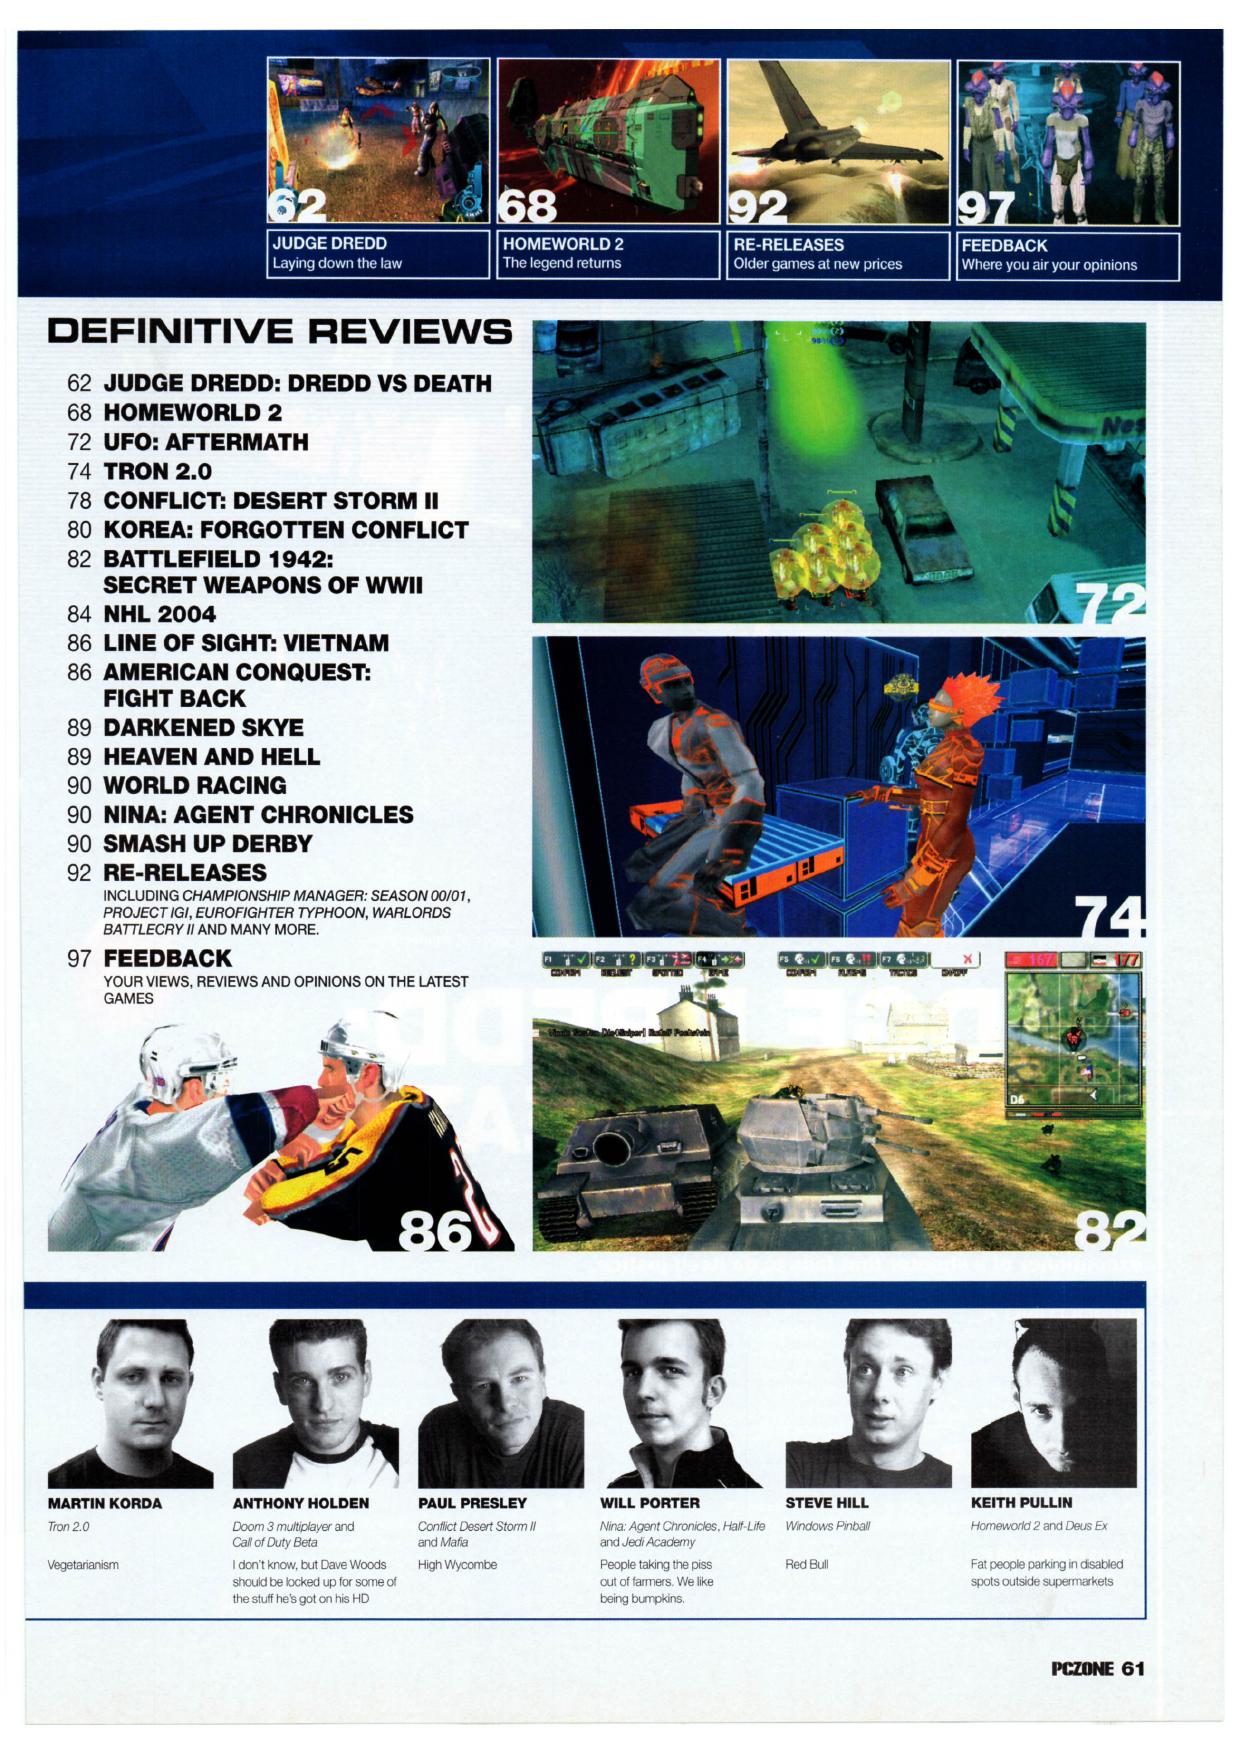 62
68
92
97
JUDGE DREDD
Laying down the law
HOMEWORLD 2
The legend returns
RE-RELEASES
Older games at new prices
FEEDBACK
Where you air your opinions
DEFINITIVE REVIEWS
62 JUDGE DREDD: DREDD VS DEATH
68 HOMEWORLD 2
72 UFO: AFTERMATH
74 TRON 2.0
78 CONFLICT: DESERT STORM II
80 KOREA: FORGOTTEN CONFLICT
82 BATTLEFIELD 1942:
SECRET WEAPONS OF WWII
84 NHL 2004
86 LINE OF SIGHT: VIETNAM
86 AMERICAN CONQUEST:
FIGHT BACK
89 DARKENED SKYE
89 HEAVEN AND HELL
90 WORLD RACING
90 NINA: AGENT CHRONICLES
90 SMASH UP DERBY
92 RE-RELEASES
INCLUDING CHAMPIONSHIP MANAGER: SEASON 00/01,
PROJECT IGI, EUROFIGHTER TYPHOON, WARLORDS
BATTLECRY II AND MANY MORE.
97 FEEDBACK
YOUR VIEWS, REVIEWS AND OPINIONS ON THE LATEST
GAMES
86
72
74
F1 F2 F3 F4 F5 F6 F7
167 177
D6
82
MARTIN KORDA
Tron 2.0
Vegetarianism
ANTHONY HOLDEN
Doom 3 multiplayer and
Call of Duty Beta
I don't know, but Dave Woods
should be locked up for some of
the stuff he's got on his HD
PAUL PRESLEY
Conflict Desert Storm II
and Mafia
High Wycombe
WILL PORTER
Nina: Agent Chronicles, Half-Life
and Jedi Academy
People taking the piss
out of farmers. We like
being bumpkins.
STEVE HILL
Windows Pinball
Red Bull
KEITH PULLIN
Homeworld 2 and Deus Ex
Fat people parking in disabled
spots outside supermarkets
PCZONE 61